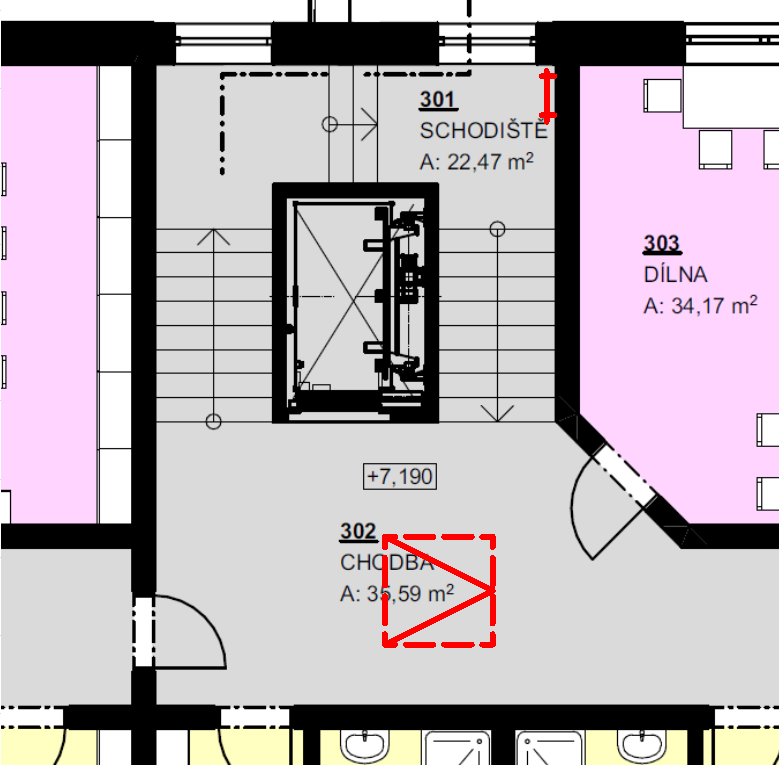 301
SCHODIŠTĚ
A: 22,47 m²
303
DÍLNA
A: 34,17 m²
+7,190
302
CHODBA
A: 35,59 m²